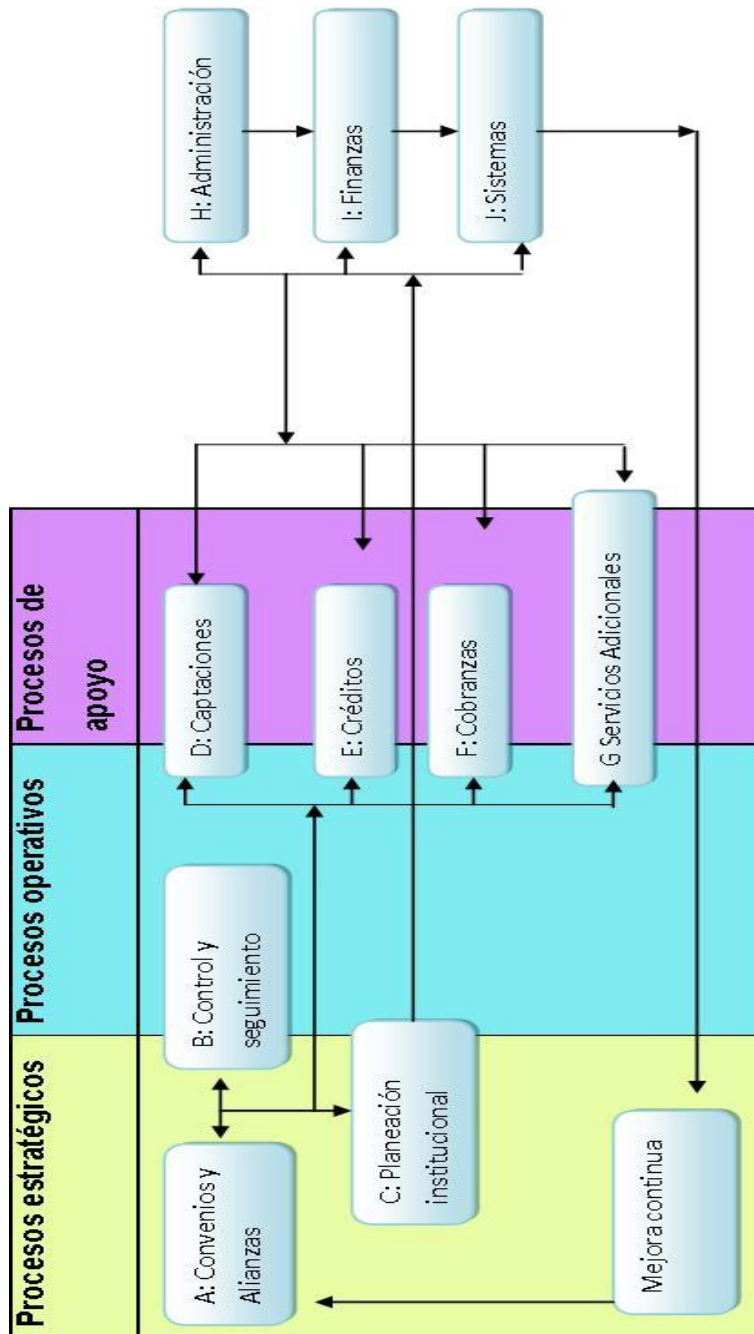 Procesos estratégicos
Procesos operativos
Procesos de
apoyo
A: Convenios y
Alianzas
B: Control y
seguimiento
C: Planeación
institucional
D: Captaciones
E: Créditos
F: Cobranzas
G Servicios Adicionales
H: Administración
I: Finanzas
J: Sistemas
Mejora continua